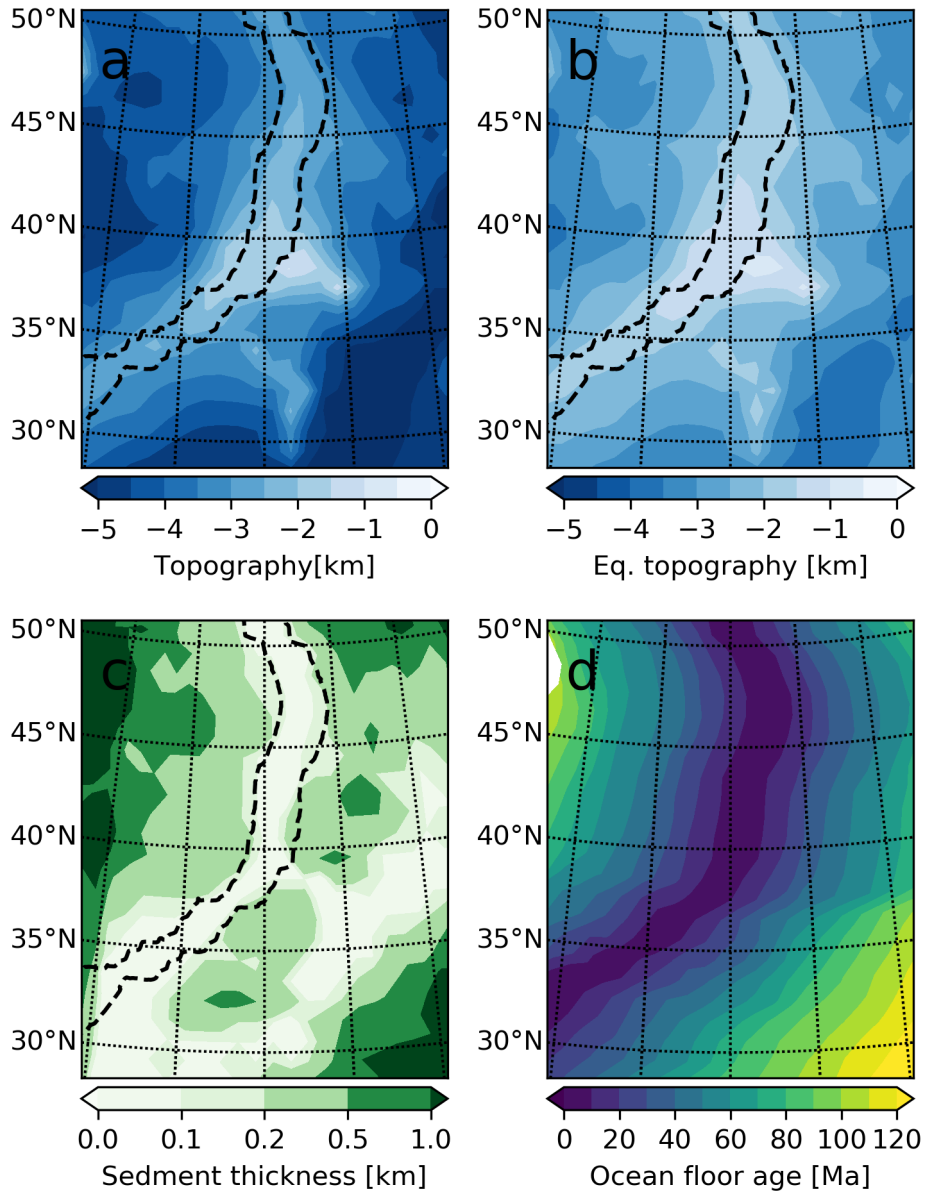 a
50°N
45°N
40°N
35°N
30°N
−5 −4 −3 −2 −1 0
Topography[km]
b
50°N
45°N
40°N
35°N
30°N
−5 −4 −3 −2 −1 0
Eq. topography [km]
c
50°N
45°N
40°N
35°N
30°N
0.0 0.1 0.2 0.5 1.0
Sediment thickness [km]
d
50°N
45°N
40°N
35°N
30°N
0 20 40 60 80 100 120
Ocean floor age [Ma]